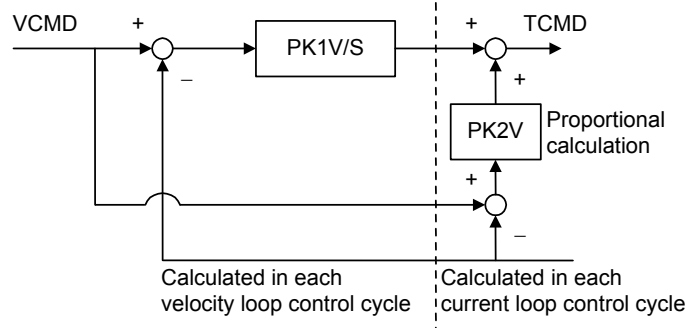 VCMD
+
−
PK1V/S
+
TCMD
+
PK2V
Proportional
calculation
+
−
Calculated in each
velocity loop control cycle
Calculated in each
current loop control cycle